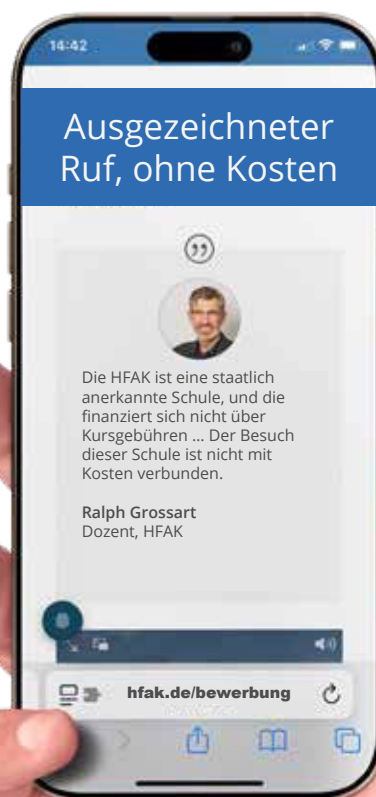 14:42
Ausgezeichneter
Ruf, ohne Kosten
Die HFAK ist eine staatlich
anerkannte Schule, und die
finanziert sich nicht über
Kursgebühren ... Der Besuch
dieser Schule ist nicht mit
Kosten verbunden.
Ralph Grossart
Dozent, HFAK
hfak.de/bewerbung